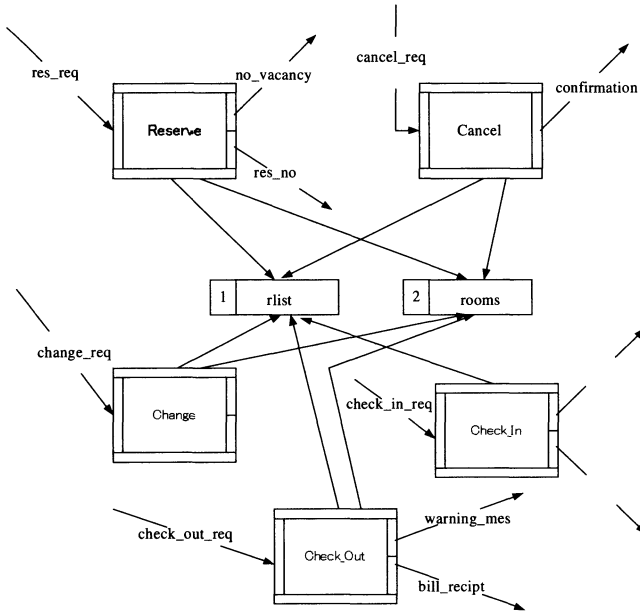 res_req
no_vacancy
Reserve
res_no
cancel_req
confirmation
Cancel
1 rlist
2 rooms
change_req
Change
check_in_req
Check_In
check_out_req
Check_Out
warning_mes
bill_recipt